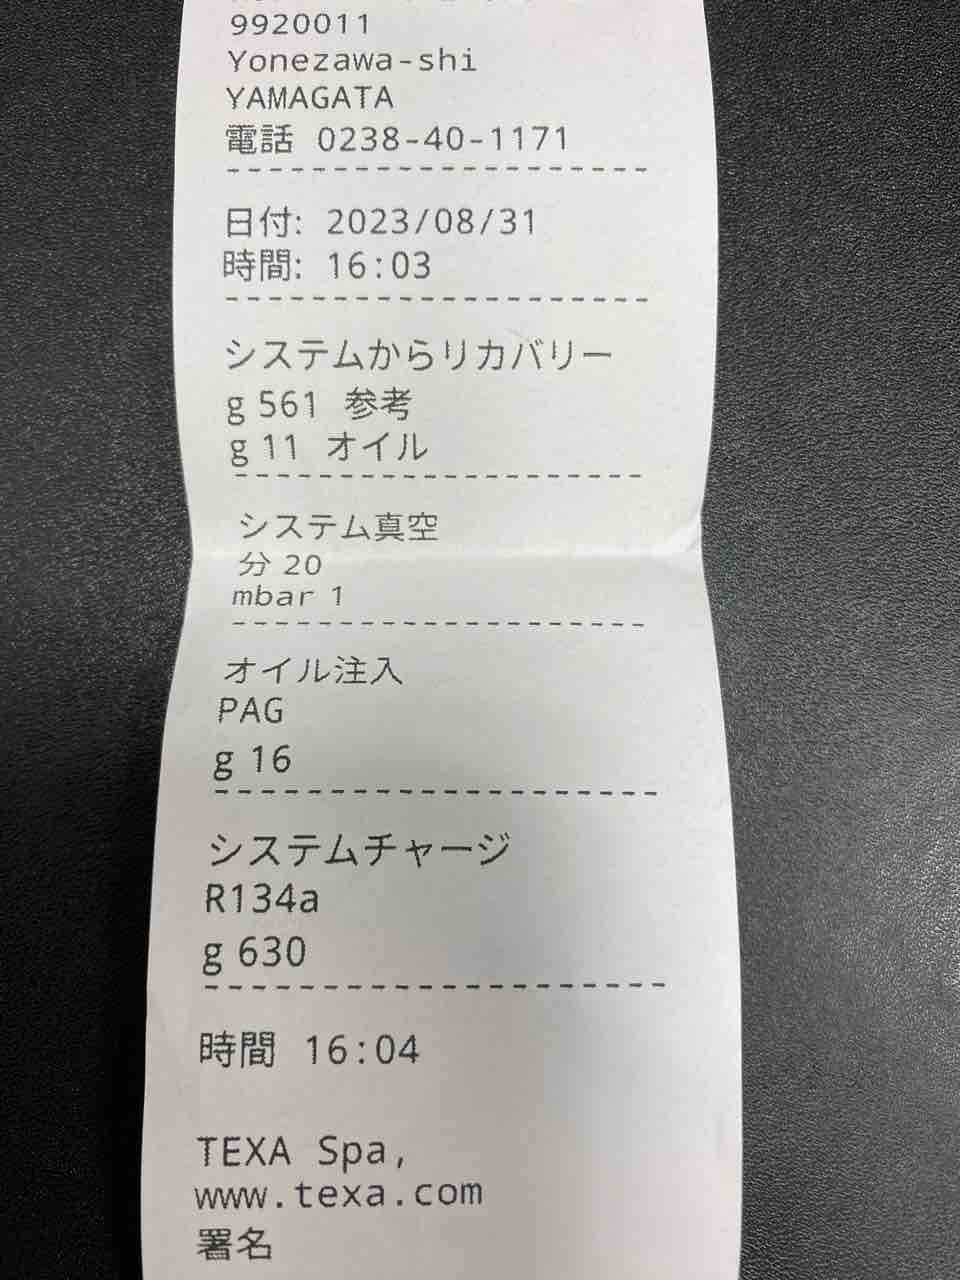 9920011
Yonezawa-shi
YAMAGATA
電話 0238-40-1171
--------------------
日付: 2023/08/31
時間: 16:03
--------------------
システムからリカバリー
g 561 参考
g 11 オイル
--------------------
システム真空
分 20
mbar 1
--------------------
オイル注入
PAG
g 16
--------------------
システムチャージ
R134a
g 630
--------------------
時間 16:04
TEXA Spa,
www.texa.com
署名